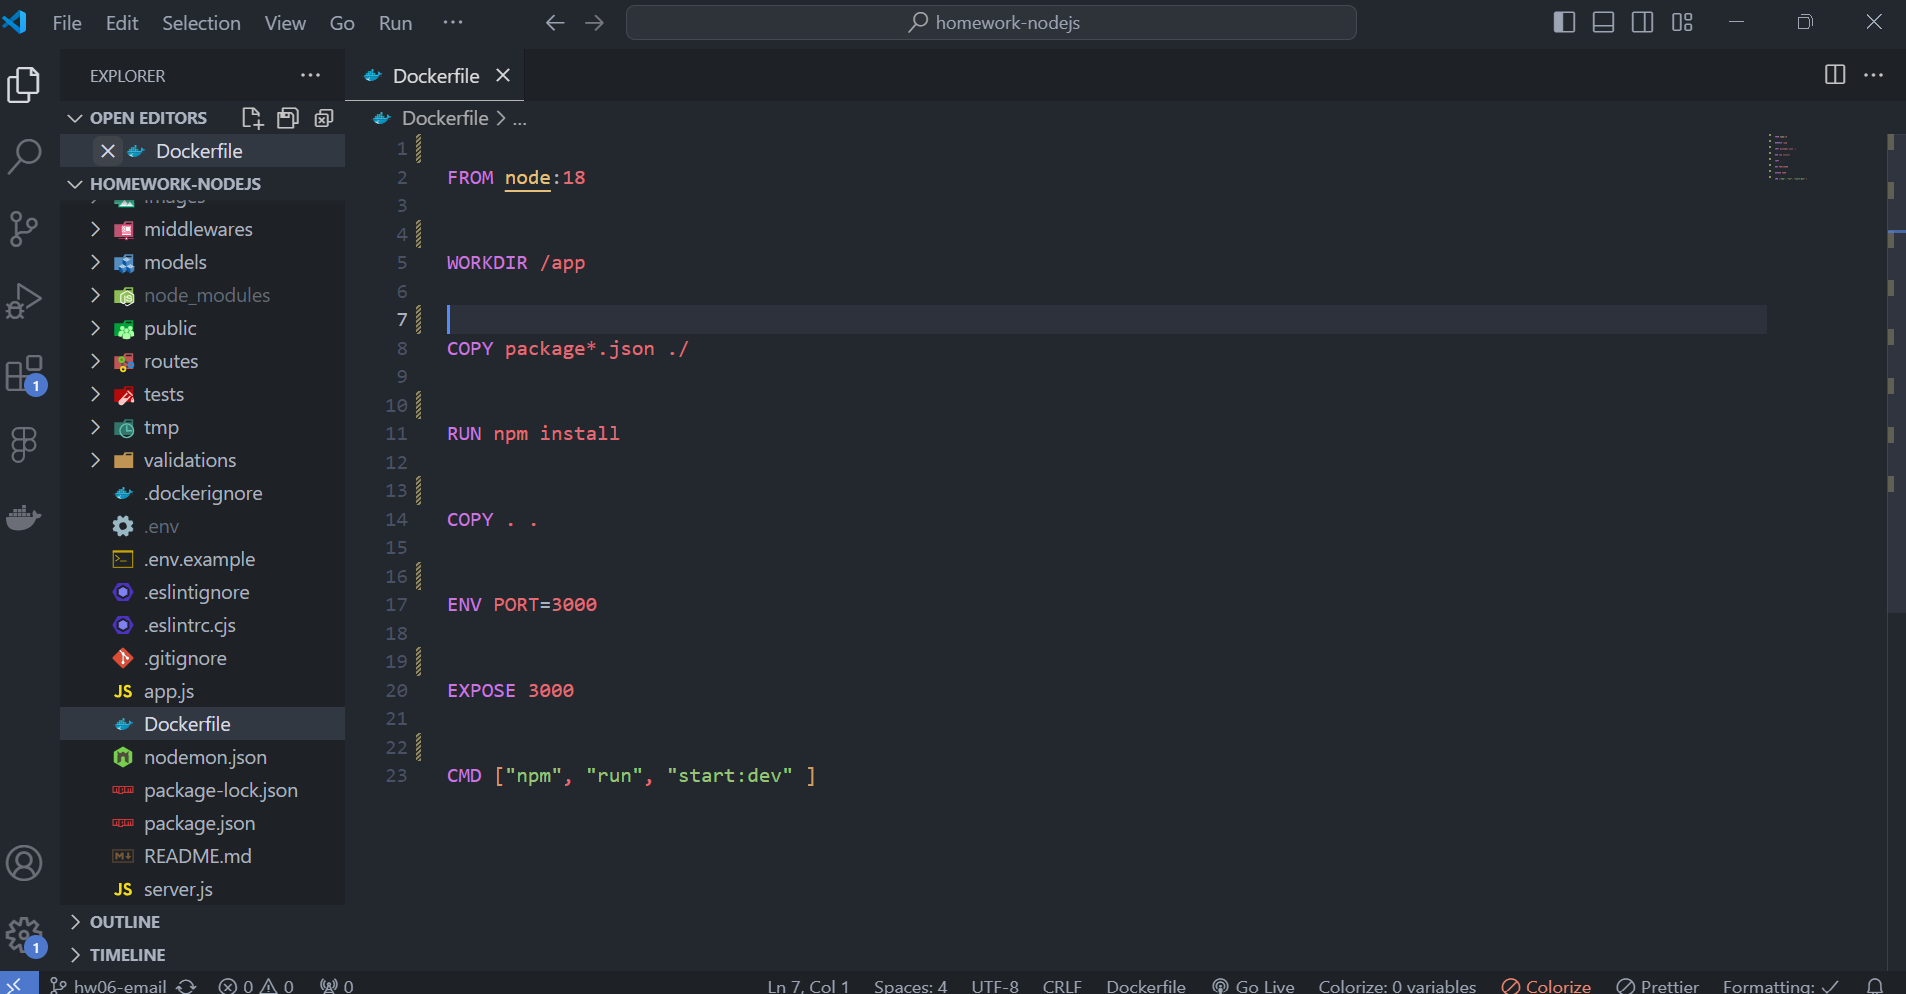 File Edit Selection View Go Run ... homework-nodejs
EXPLORER ...
Dockerfile
OPEN EDITORS
Dockerfile
HOMEWORK-NODEJS
images
middlewares
models
node_modules
public
routes
tests
tmp
validations
.dockerignore
.env
.env.example
.eslintignore
.eslintrc.cjs
.gitignore
JS app.js
Dockerfile
nodemon.json
package-lock.json
package.json
README.md
JS server.js
OUTLINE
TIMELINE
1
1
Dockerfile > ...
1
2 FROM node:18
3
4
5 WORKDIR /app
6
7
8 COPY package*.json ./
9
10
11 RUN npm install
12
13
14 COPY . .
15
16
17 ENV PORT=3000
18
19
20 EXPOSE 3000
21
22
23 CMD ["npm", "run", "start:dev" ]
hw06-email 0 0 0 Ln 7, Col 1 Spaces: 4 UTF-8 CRLF Dockerfile Go Live Colorize: 0 variables Colorize Prettier Formatting: ✓